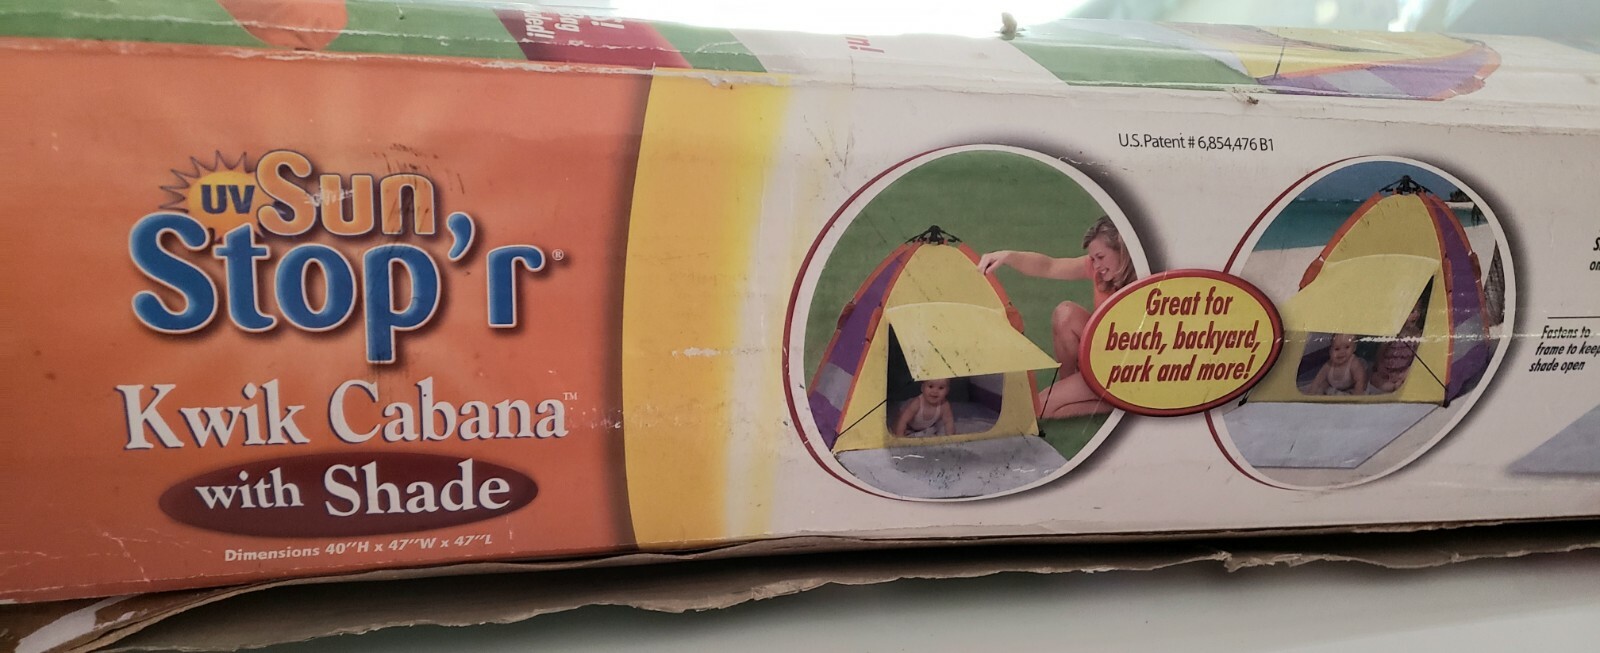 UV Sun
Stop'r®
Kwik Cabana™
with Shade
Dimensions 40"H x 47"W x 47"L
U.S. Patent # 6,854,476 B1
Great for
beach, backyard,
park and more!
Fastens to
frame to keep
shade open